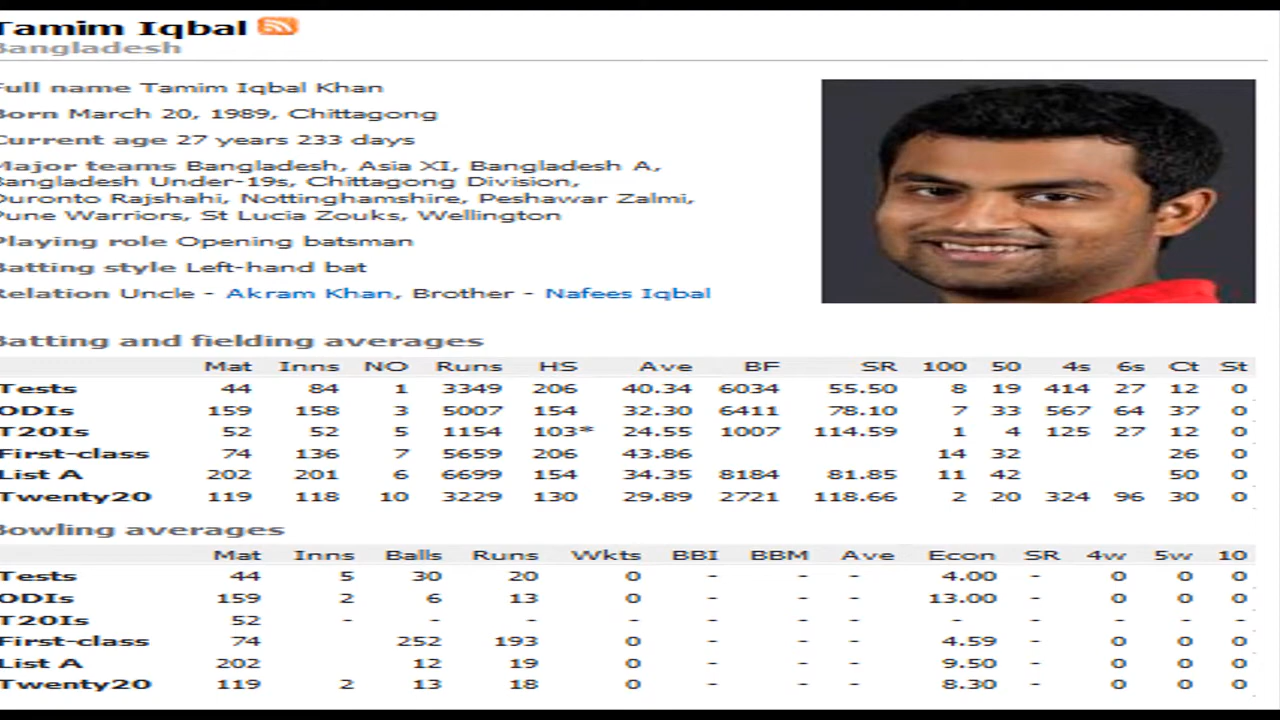 Tamim Iqbal
Bangladesh
Full name Tamim Iqbal Khan
Born March 20, 1989, Chittagong
Current age 27 years 233 days
Major teams Bangladesh, Asia XI, Bangladesh A,
Bangladesh Under-19s, Chittagong Division,
Duronto Rajshahi, Nottinghamshire, Peshawar Zalmi,
Pune Warriors, St Lucia Zouks, Wellington
Playing role Opening batsman
Batting style Left-hand bat
Relation Uncle - Akram Khan, Brother - Nafees Iqbal
Batting and fielding averages
Mat Inns NO Runs HS Ave BF SR 100 50 4s 6s Ct St
Tests 44 84 1 3349 206 40.34 6034 55.50 8 19 414 27 12 0
ODIs 159 158 3 5007 154 32.30 6411 78.10 7 33 567 64 37 0
T20Is 52 52 5 1154 103* 24.55 1007 114.59 1 4 125 27 12 0
First-class 74 136 7 5659 206 43.86 14 32 26 0
List A 202 201 6 6699 154 34.35 8184 81.85 11 42 50 0
Twenty20 119 118 10 3229 130 29.89 2721 118.66 2 20 324 96 30 0
Bowling averages
Mat Inns Balls Runs Wkts BBI BBM Ave Econ SR 4w 5w 10
Tests 44 5 30 20 0 - - - 4.00 - 0 0 0
ODIs 159 2 6 13 0 - - - 13.00 - 0 0 0
T20Is 52 - - - - - - - - - - - -
First-class 74 252 193 0 - - - 4.59 - 0 0 0
List A 202 12 19 0 - - - 9.50 - 0 0 0
Twenty20 119 2 13 18 0 - - - 8.30 - 0 0 0